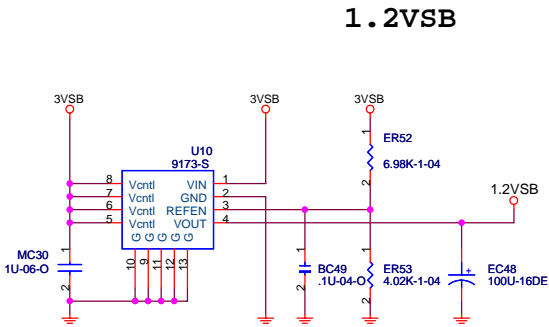 1.2VSB
3VSB 3VSB 3VSB
U10
9173-S
ER52
6.98K-1-04
1
2
8 Vcntl VIN 1
7 Vcntl GND 2
6 Vcntl REFEN 3
5 Vcntl VOUT 4
G G G G G
10 9 11 12 13
1.2VSB
MC30
1U-06-O
1
2
BC49
.1U-04-O
1
2
ER53
4.02K-1-04
1
2
EC48
100U-16DE
+